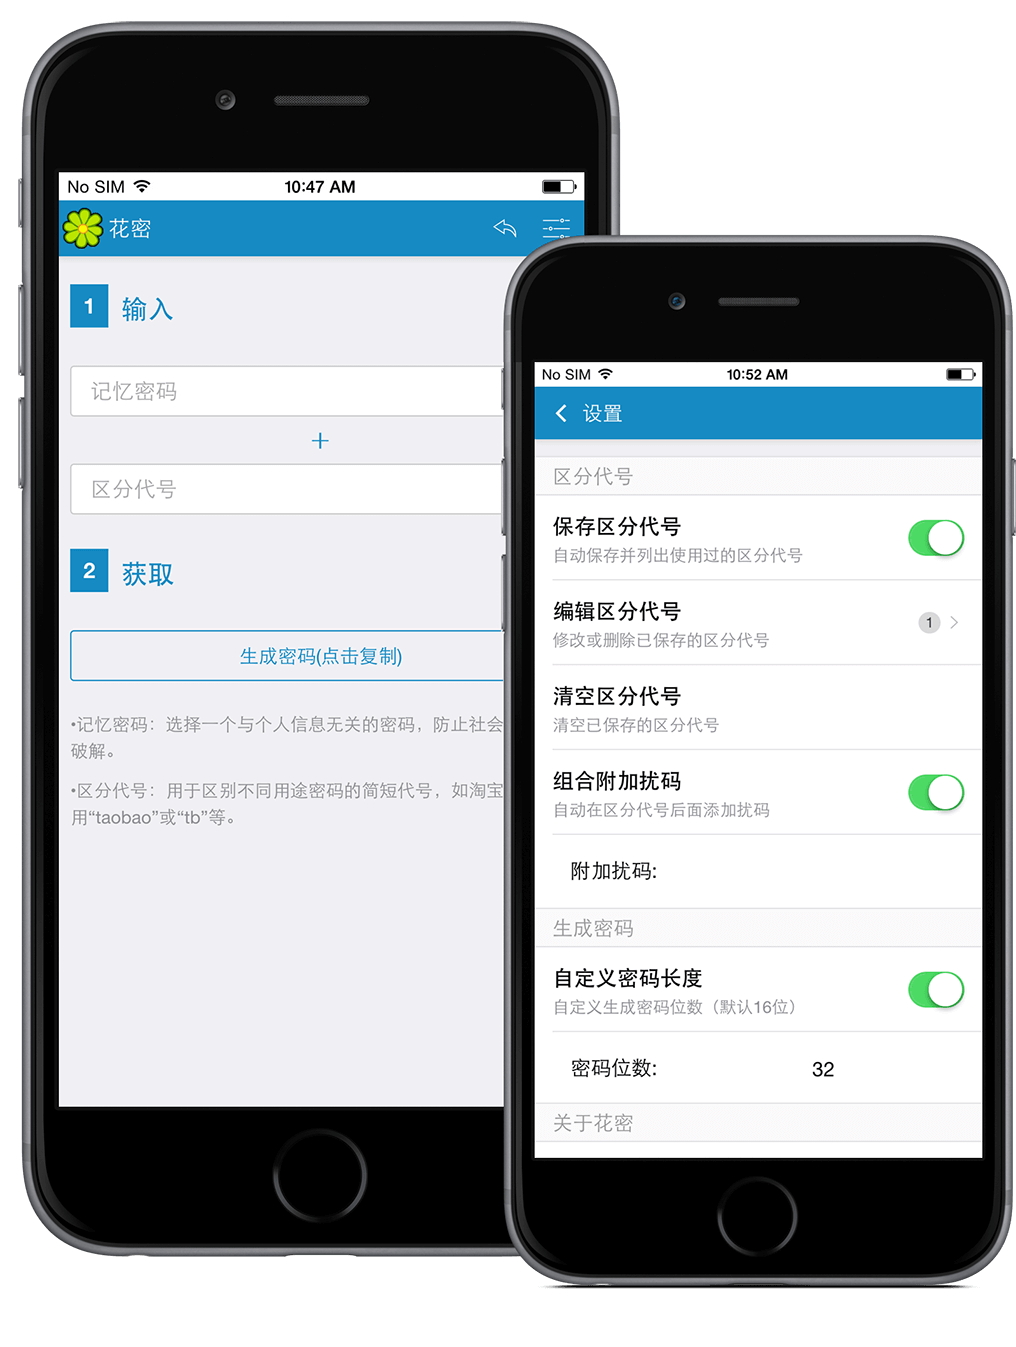 No SIM 10:47 AM
花密
1 输入
记忆密码
+
区分代号
2 获取
生成密码(点击复制)
•记忆密码：选择一个与个人信息无关的密码，防止社会
破解。
•区分代号：用于区别不同用途密码的简短代号，如淘宝
用“taobao”或“tb”等。
No SIM 10:52 AM
设置
区分代号
保存区分代号
自动保存并列出使用过的区分代号
编辑区分代号
1
修改或删除已保存的区分代号
清空区分代号
清空已保存的区分代号
组合附加扰码
自动在区分代号后面添加扰码
附加扰码:
生成密码
自定义密码长度
自定义生成密码位数（默认16位）
密码位数: 32
关于花密